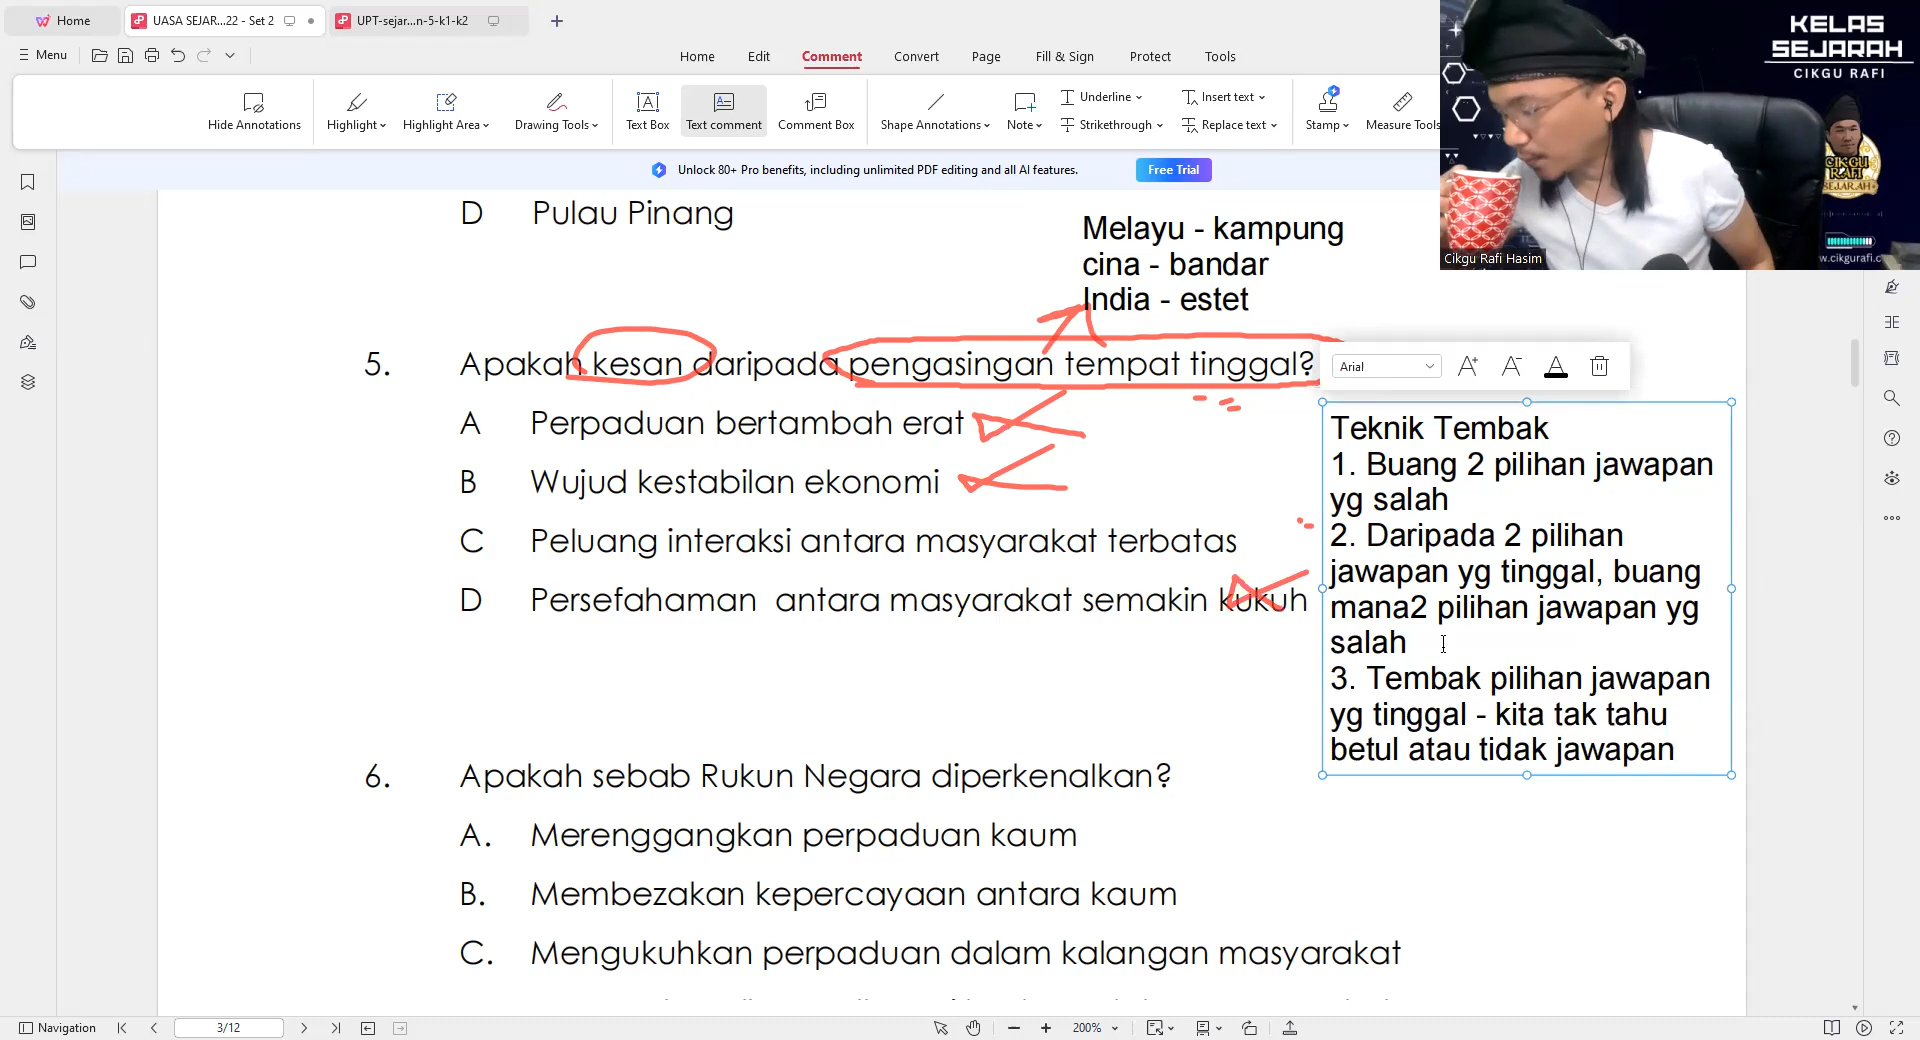 Home
UASA SEJAR...22 - Set 2
UPT-sejar...n-5-k1-k2
Menu
Home
Edit
Comment
Convert
Page
Fill & Sign
Protect
Tools
Hide Annotations
Highlight
Highlight Area
Drawing Tools
Text Box
Text comment
Comment Box
Shape Annotations
Note
Underline
Strikethrough
Insert text
Replace text
Stamp
Measure Tools
KELAS
SEJARAH
CIKGU RAFI
CIKGU
RAFI
SEJARAH
Cikgu Rafi Hasim
Unlock 80+ Pro benefits, including unlimited PDF editing and all AI features.
Free Trial
D Pulau Pinang
Melayu - kampung
cina - bandar
India - estet
5. Apakah kesan daripada pengasingan tempat tinggal?
A Perpaduan bertambah erat
B Wujud kestabilan ekonomi
C Peluang interaksi antara masyarakat terbatas
D Persefahaman antara masyarakat semakin kukuh
Arial
Teknik Tembak
1. Buang 2 pilihan jawapan
yg salah
2. Daripada 2 pilihan
jawapan yg tinggal, buang
mana2 pilihan jawapan yg
salah
3. Tembak pilihan jawapan
yg tinggal - kita tak tahu
betul atau tidak jawapan
6. Apakah sebab Rukun Negara diperkenalkan?
A. Merenggangkan perpaduan kaum
B. Membezakan kepercayaan antara kaum
C. Mengukuhkan perpaduan dalam kalangan masyarakat
Navigation
3/12
200%